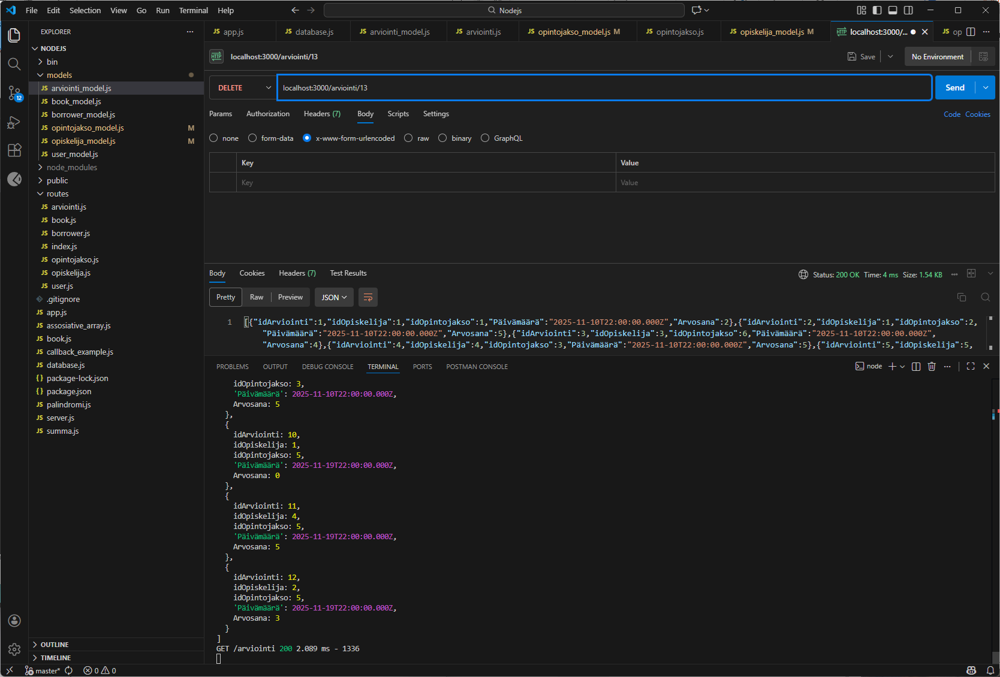 File Edit Selection View Go Run Terminal Help
Nodejs
EXPLORER
app.js database.js arviointi_model.js arviointi.js opintojakso_model.js M opintojakso.js opiskelija_model.js M localhost:3000/... op
NODEJS
bin
models
arviointi_model.js
book_model.js
borrower_model.js
opintojakso_model.js M
opiskelija_model.js M
user_model.js
node_modules
public
routes
arviointi.js
book.js
borrower.js
index.js
opintojakso.js
opiskelija.js
user.js
.gitignore
app.js
assosiative_array.js
book.js
callback_example.js
database.js
package-lock.json
package.json
palindromi.js
server.js
summa.js
OUTLINE
TIMELINE
12
HTTP localhost:3000/arviointi/13
Save No Environment
DELETE localhost:3000/arviointi/13 Send
Params Authorization Headers (7) Body Scripts Settings Code Cookies
none form-data x-www-form-urlencoded raw binary GraphQL
Key Value
Key Value
Body Cookies Headers (7) Test Results Status: 200 OK Time: 4 ms Size: 1.54 KB
Pretty Raw Preview JSON
1 [{"idArviointi":1,"idOpiskelija":1,"idOpintojakso":1,"Päivämäärä":"2025-11-10T22:00:00.000Z","Arvosana":2},{"idArviointi":2,"idOpiskelija":1,"idOpintojakso":2,
"Päivämäärä":"2025-11-10T22:00:00.000Z","Arvosana":5},{"idArviointi":3,"idOpiskelija":3,"idOpintojakso":6,"Päivämäärä":"2025-11-10T22:00:00.000Z",
"Arvosana":4},{"idArviointi":4,"idOpiskelija":4,"idOpintojakso":3,"Päivämäärä":"2025-11-10T22:00:00.000Z","Arvosana":5},{"idArviointi":5,"idOpiskelija":5,
PROBLEMS OUTPUT DEBUG CONSOLE TERMINAL PORTS POSTMAN CONSOLE node
idOpintojakso: 3,
'Päivämäärä': 2025-11-10T22:00:00.000Z,
Arvosana: 5
},
{
idArviointi: 10,
idOpiskelija: 1,
idOpintojakso: 5,
'Päivämäärä': 2025-11-19T22:00:00.000Z,
Arvosana: 0
},
{
idArviointi: 11,
idOpiskelija: 4,
idOpintojakso: 5,
'Päivämäärä': 2025-11-19T22:00:00.000Z,
Arvosana: 5
},
{
idArviointi: 12,
idOpiskelija: 2,
idOpintojakso: 5,
'Päivämäärä': 2025-11-19T22:00:00.000Z,
Arvosana: 3
}
]
GET /arviointi 200 2.089 ms - 1336
master* 0 0